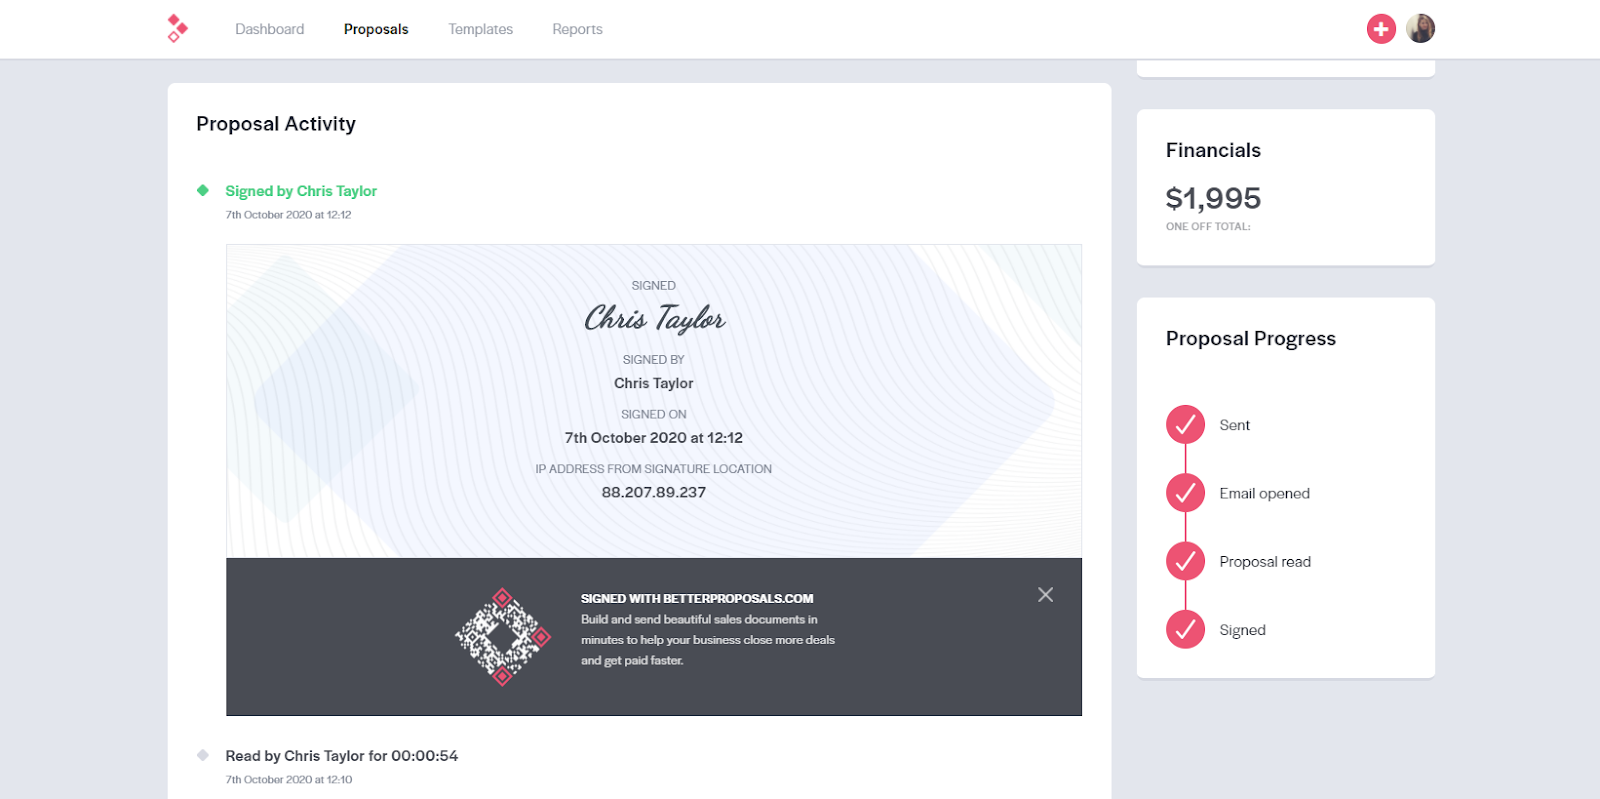 Dashboard
Proposals
Templates
Reports
Proposal Activity
Signed by Chris Taylor
7th October 2020 at 12:12
SIGNED
Chris Taylor
SIGNED BY
Chris Taylor
SIGNED ON
7th October 2020 at 12:12
IP ADDRESS FROM SIGNATURE LOCATION
88.207.89.237
SIGNED WITH BETTERPROPOSALS.COM
Build and send beautiful sales documents in
minutes to help your business close more deals
and get paid faster.
Read by Chris Taylor for 00:00:54
7th October 2020 at 12:10
Financials
$1,995
ONE OFF TOTAL:
Proposal Progress
Sent
Email opened
Proposal read
Signed